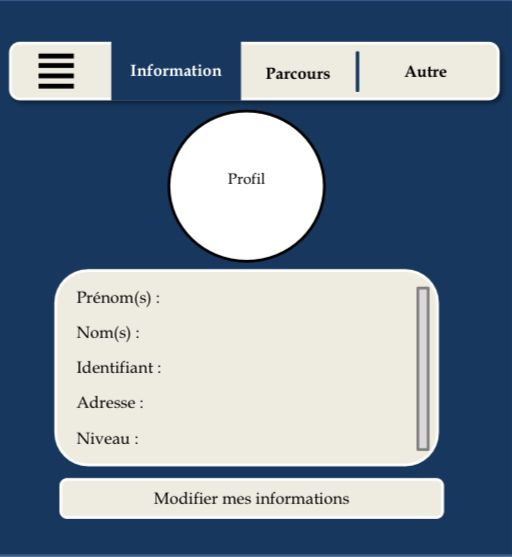 Information
Parcours
Autre
Profil
Prénom(s) :
Nom(s) :
Identifiant :
Adresse :
Niveau :
Modifier mes informations